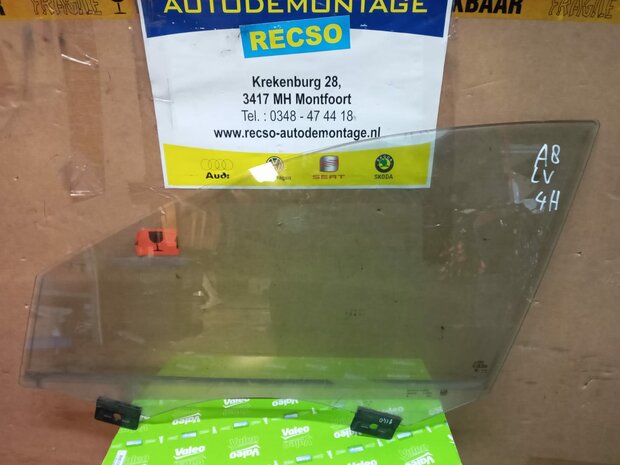 FRAGILE
AUTODEMONTAGE
KBAAR
FRAGILE
RECSO
Krekenburg 28,
3417 MH Montfoort
Tel. : 0348 - 47 44 18
www.recso-autodemontage.nl
Audi
SEAT
SKODA
A8
LV
4H
Valeo
Valeo
Valeo
Valeo
Valeo
Valeo